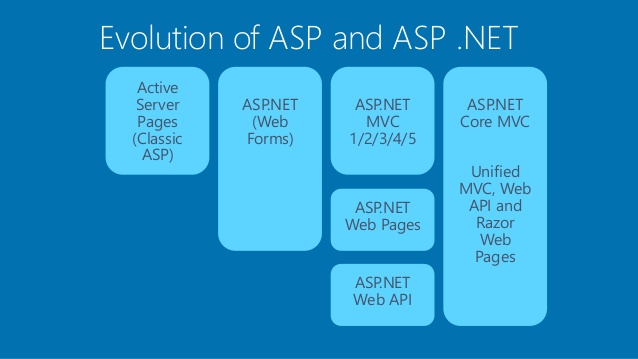 Evolution of ASP and ASP .NET
Active
Server
Pages
(Classic
ASP)
ASP.NET
(Web
Forms)
ASP.NET
MVC
1/2/3/4/5
ASP.NET
Web Pages
ASP.NET
Web API
ASP.NET
Core MVC
Unified
MVC, Web
API and
Razor
Web
Pages